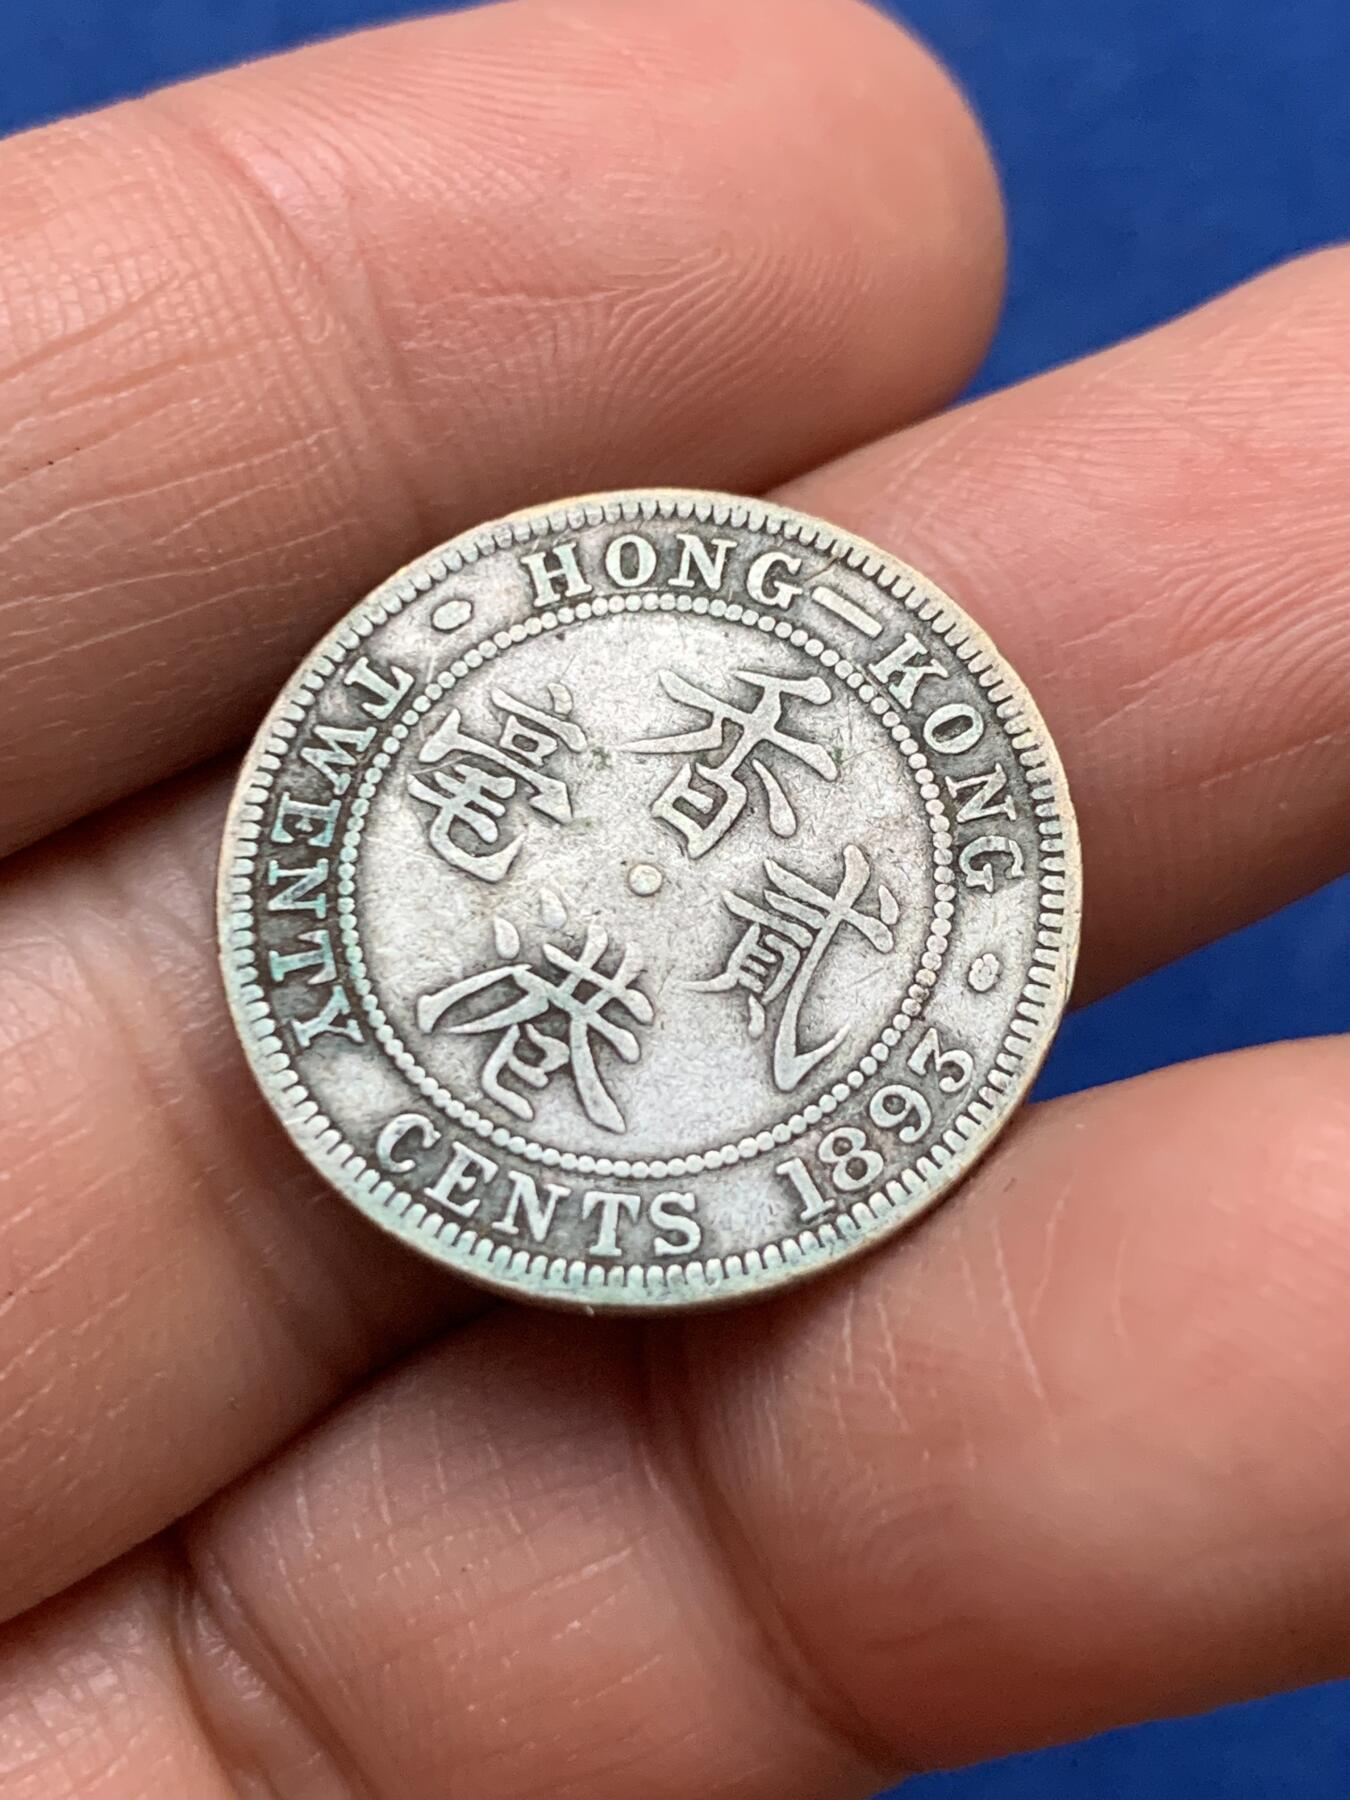 HONG—KONG
TWENTY CENTS
1893
香港
貳毫